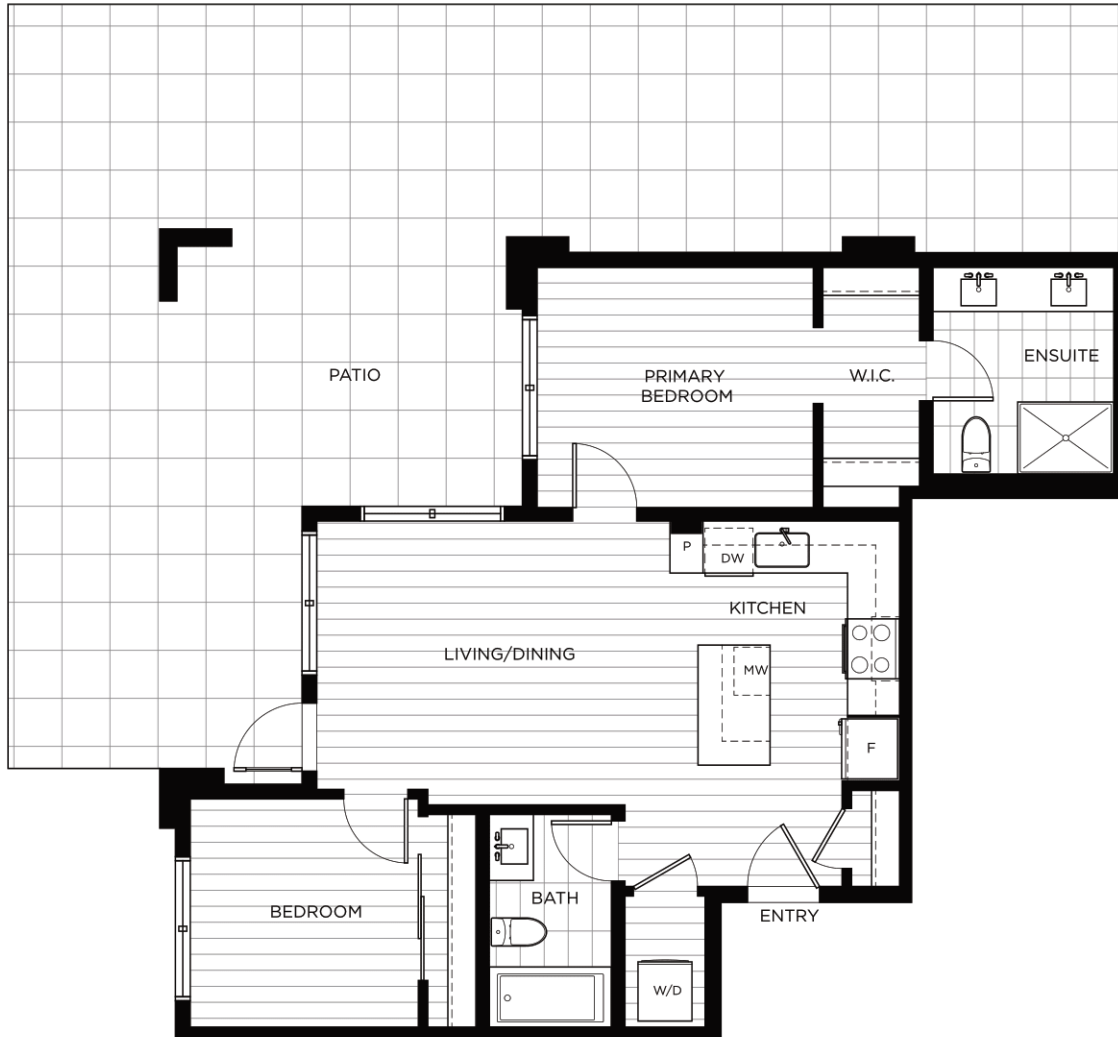 PATIO
PRIMARY
BEDROOM
W.I.C.
ENSUITE
P
DW
KITCHEN
LIVING/DINING
MW
F
BEDROOM
BATH
ENTRY
W/D